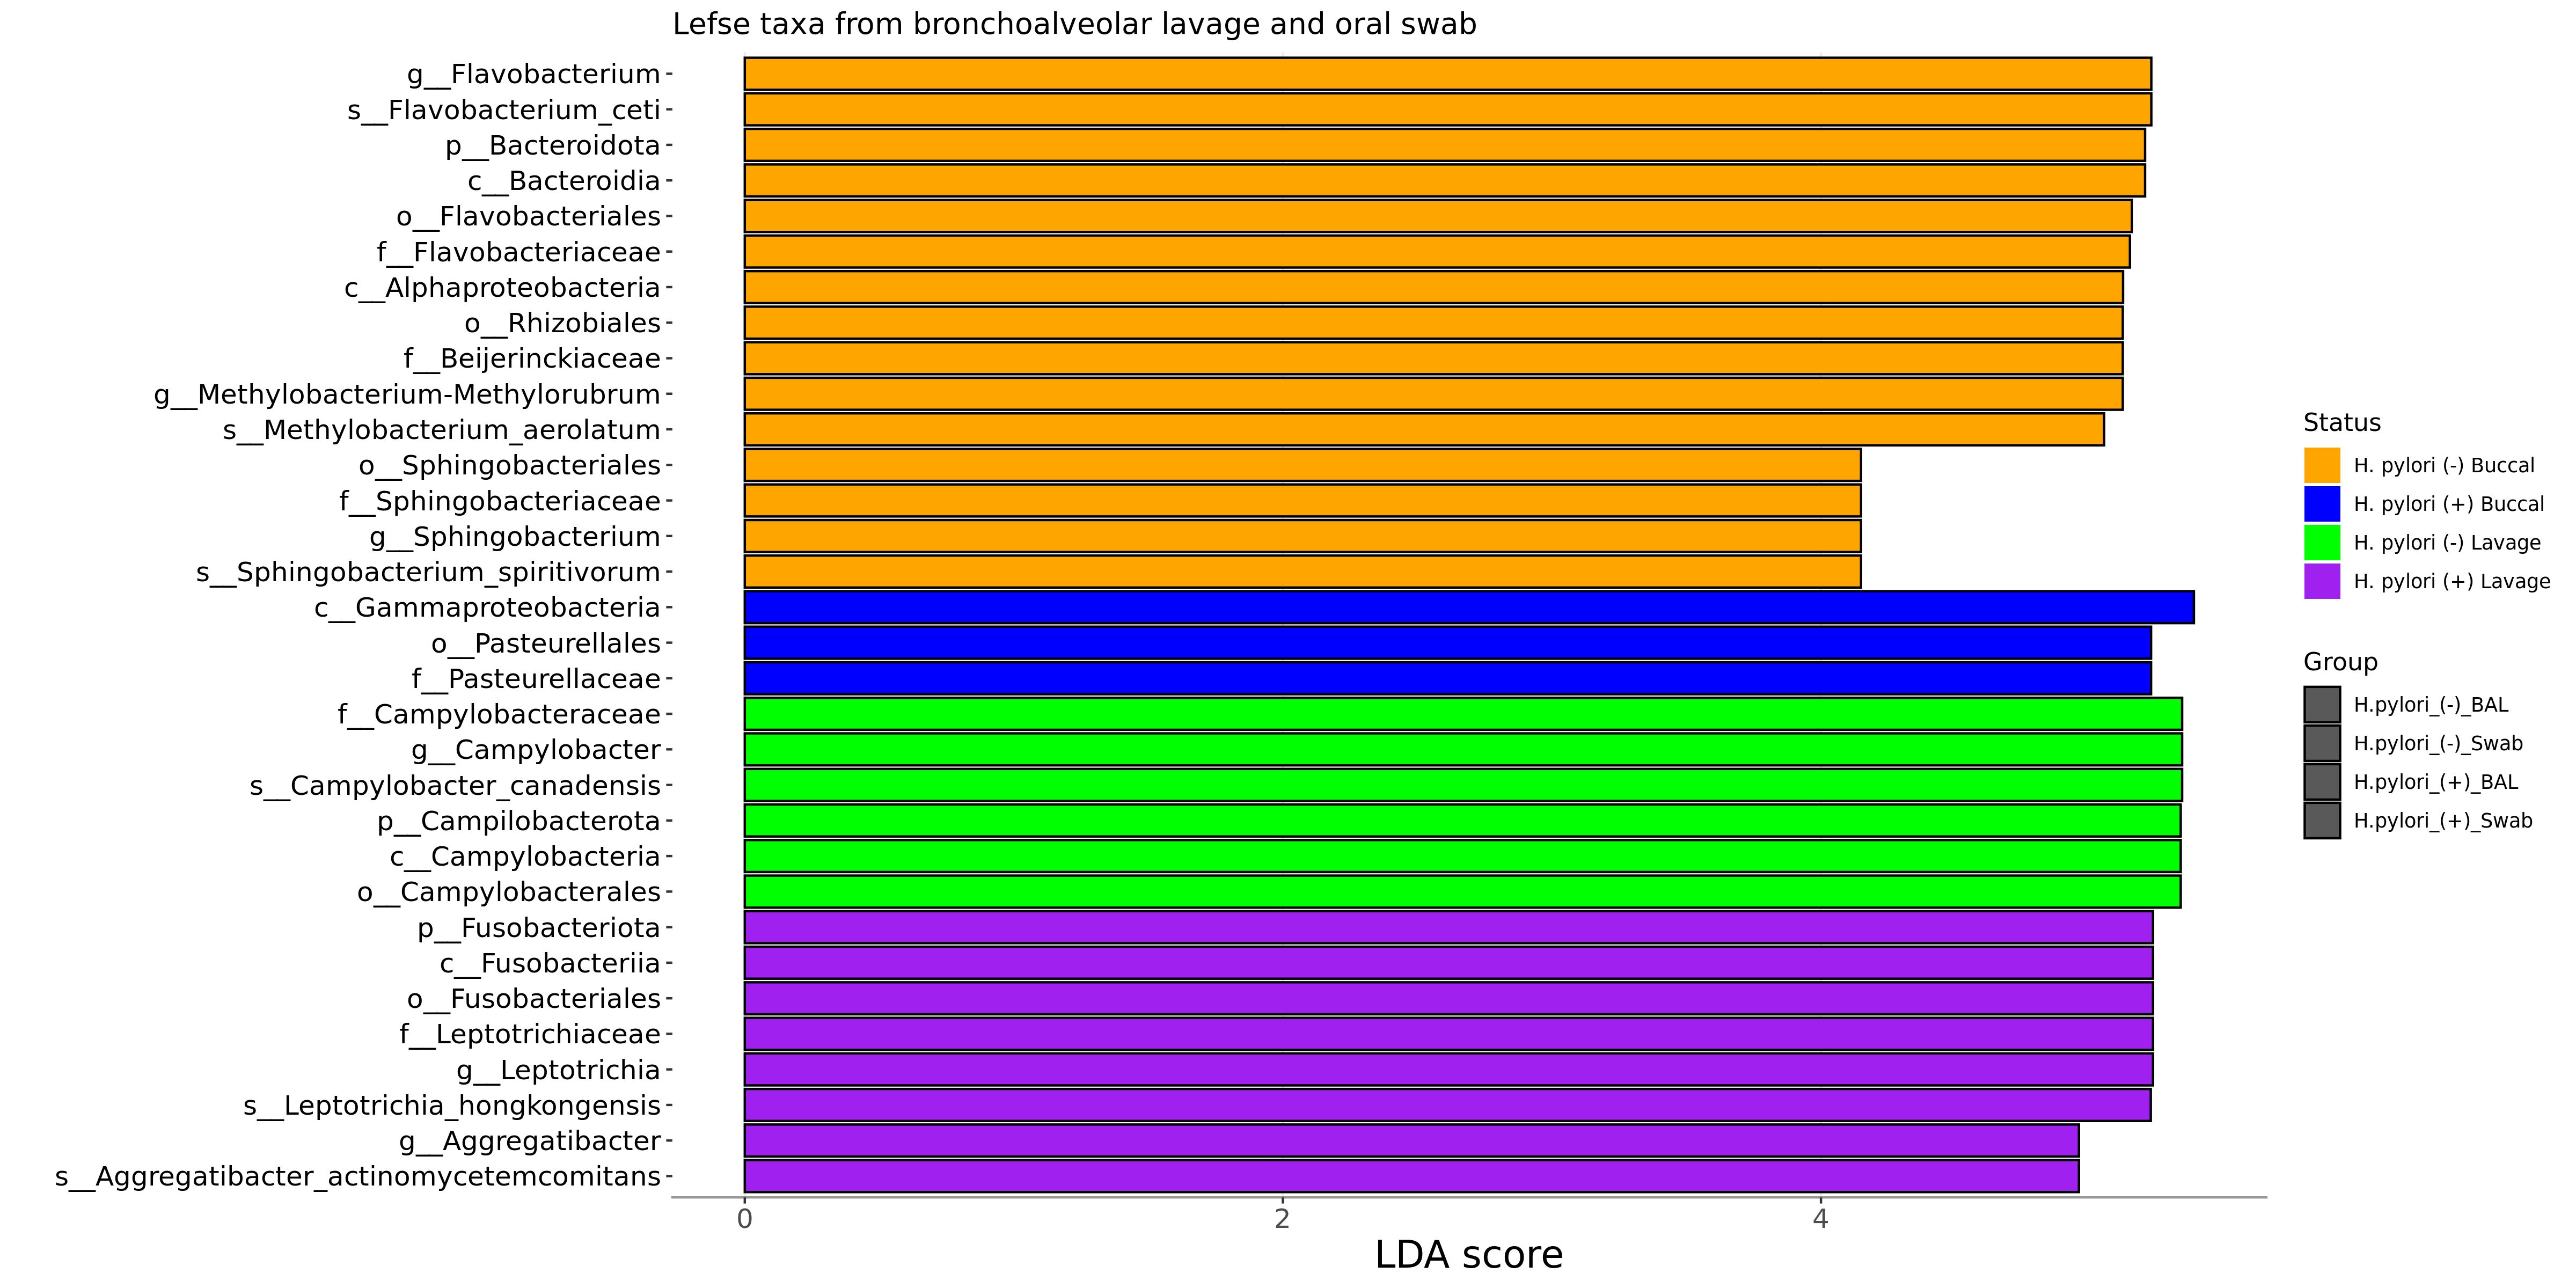 Lefse taxa from bronchoalveolar lavage and oral swab
g__Flavobacterium
s__Flavobacterium_ceti
p__Bacteroidota
c__Bacteroidia
o__Flavobacteriales
f__Flavobacteriaceae
c__Alphaproteobacteria
o__Rhizobiales
f__Beijerinckiaceae
g__Methylobacterium-Methylorubrum
s__Methylobacterium_aerolatum
o__Sphingobacteriales
f__Sphingobacteriaceae
g__Sphingobacterium
s__Sphingobacterium_spiritivorum
c__Gammaproteobacteria
o__Pasteurellales
f__Pasteurellaceae
f__Campylobacteraceae
g__Campylobacter
s__Campylobacter_canadensis
p__Campilobacterota
c__Campylobacteria
o__Campylobacterales
p__Fusobacteriota
c__Fusobacteriia
o__Fusobacteriales
f__Leptotrichiaceae
g__Leptotrichia
s__Leptotrichia_hongkongensis
g__Aggregatibacter
s__Aggregatibacter_actinomycetemcomitans
0 2 4
LDA score
Status
H. pylori (-) Buccal
H. pylori (+) Buccal
H. pylori (-) Lavage
H. pylori (+) Lavage
Group
H.pylori_(-)_BAL
H.pylori_(-)_Swab
H.pylori_(+)_BAL
H.pylori_(+)_Swab